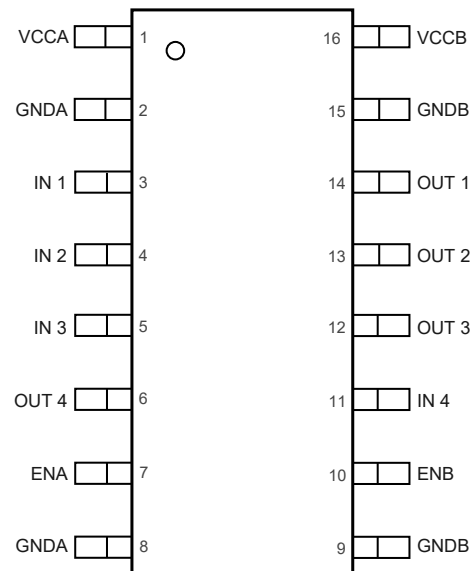 VCCA 1 16 VCCB
GNDA 2 15 GNDB
IN 1 3 14 OUT 1
IN 2 4 13 OUT 2
IN 3 5 12 OUT 3
OUT 4 6 11 IN 4
ENA 7 10 ENB
GNDA 8 9 GNDB